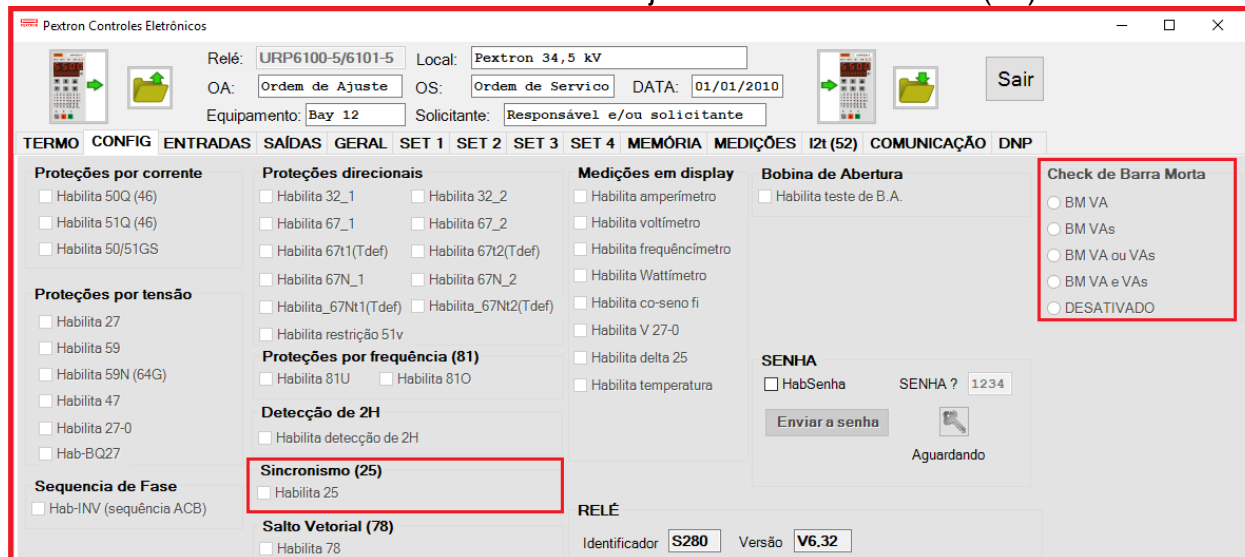 (25)
PEXTRON Pextron Controles Eletrônicos
Relé: URP6100-5/6101-5 Local: Pextron 34,5 kV
OA: Ordem de Ajuste OS: Ordem de Servico DATA: 01/01/2010
Equipamento: Bay 12 Solicitante: Responsável e/ou solicitante
Sair
TERMO CONFIG ENTRADAS SAÍDAS GERAL SET 1 SET 2 SET 3 SET 4 MEMÓRIA MEDIÇÕES I2t (52) COMUNICAÇÃO DNP
Proteções por corrente
Habilita 50Q (46)
Habilita 51Q (46)
Habilita 50/51GS
Proteções por tensão
Habilita 27
Habilita 59
Habilita 59N (64G)
Habilita 47
Habilita 27-0
Hab-BQ27
Sequencia de Fase
Hab-INV (sequência ACB)
Proteções direcionais
Habilita 32_1 Habilita 32_2
Habilita 67_1 Habilita 67_2
Habilita 67t1(Tdef) Habilita 67t2(Tdef)
Habilita 67N_1 Habilita 67N_2
Habilita_67Nt1(Tdef) Habilita_67Nt2(Tdef)
Habilita restrição 51v
Proteções por frequência (81)
Habilita 81U Habilita 81O
Detecção de 2H
Habilita detecção de 2H
Sincronismo (25)
Habilita 25
Salto Vetorial (78)
Habilita 78
Medições em display
Habilita amperímetro
Habilita voltímetro
Habilita frequêncímetro
Habilita Wattímetro
Habilita co-seno fi
Habilita V 27-0
Habilita delta 25
Habilita temperatura
Bobina de Abertura
Habilita teste de B.A.
SENHA
HabSenha SENHA ? 1234
Enviar a senha
Aguardando
RELÉ
Identificador S280 Versão V6,32
Check de Barra Morta
BM VA
BM VAs
BM VA ou VAs
BM VA e VAs
DESATIVADO